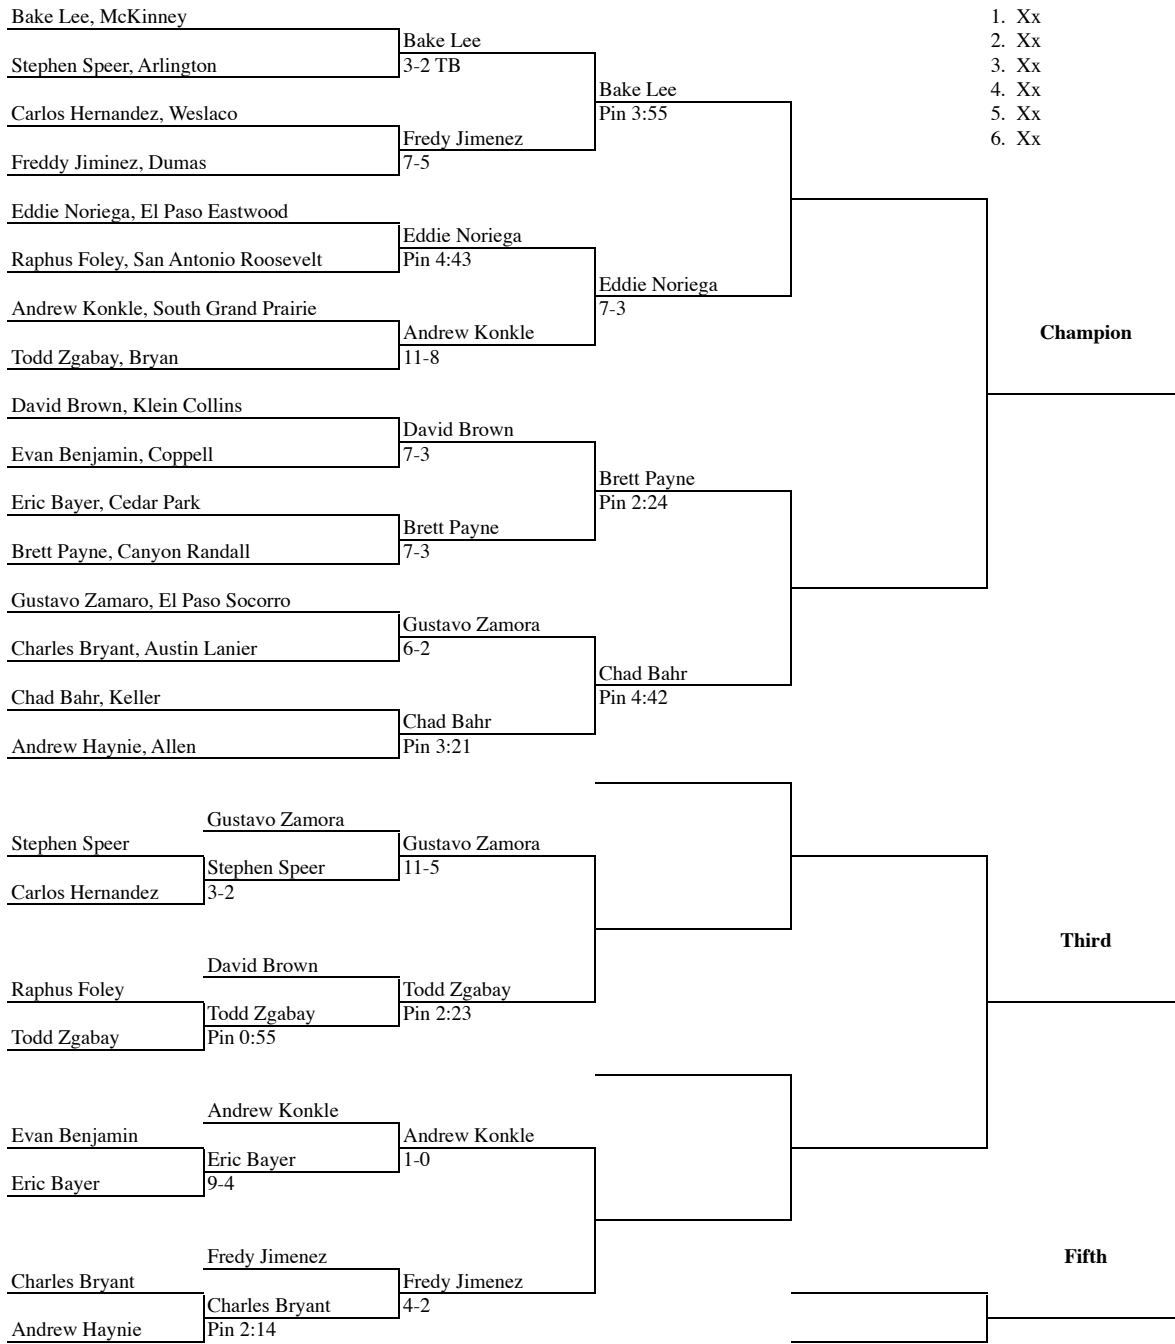 Bake Lee, McKinney
Bake Lee
Stephen Speer, Arlington
3-2 TB
Bake Lee
Carlos Hernandez, Weslaco
Pin 3:55
Fredy Jimenez
Freddy Jiminez, Dumas
7-5
Eddie Noriega, El Paso Eastwood
Eddie Noriega
Raphus Foley, San Antonio Roosevelt
Pin 4:43
Eddie Noriega
Andrew Konkle, South Grand Prairie
7-3
Andrew Konkle
Todd Zgabay, Bryan
11-8
David Brown, Klein Collins
David Brown
Evan Benjamin, Coppell
7-3
Brett Payne
Eric Bayer, Cedar Park
Pin 2:24
Brett Payne
Brett Payne, Canyon Randall
7-3
Gustavo Zamaro, El Paso Socorro
Gustavo Zamora
Charles Bryant, Austin Lanier
6-2
Chad Bahr
Chad Bahr, Keller
Pin 4:42
Chad Bahr
Andrew Haynie, Allen
Pin 3:21
1. Xx
2. Xx
3. Xx
4. Xx
5. Xx
6. Xx
Champion
Gustavo Zamora
Stephen Speer
Gustavo Zamora
Stephen Speer
11-5
Carlos Hernandez
3-2
David Brown
Raphus Foley
Todd Zgabay
Todd Zgabay
Pin 2:23
Todd Zgabay
Pin 0:55
Third
Andrew Konkle
Evan Benjamin
Andrew Konkle
Eric Bayer
1-0
Eric Bayer
9-4
Fredy Jimenez
Charles Bryant
Fredy Jimenez
Charles Bryant
4-2
Andrew Haynie
Pin 2:14
Fifth